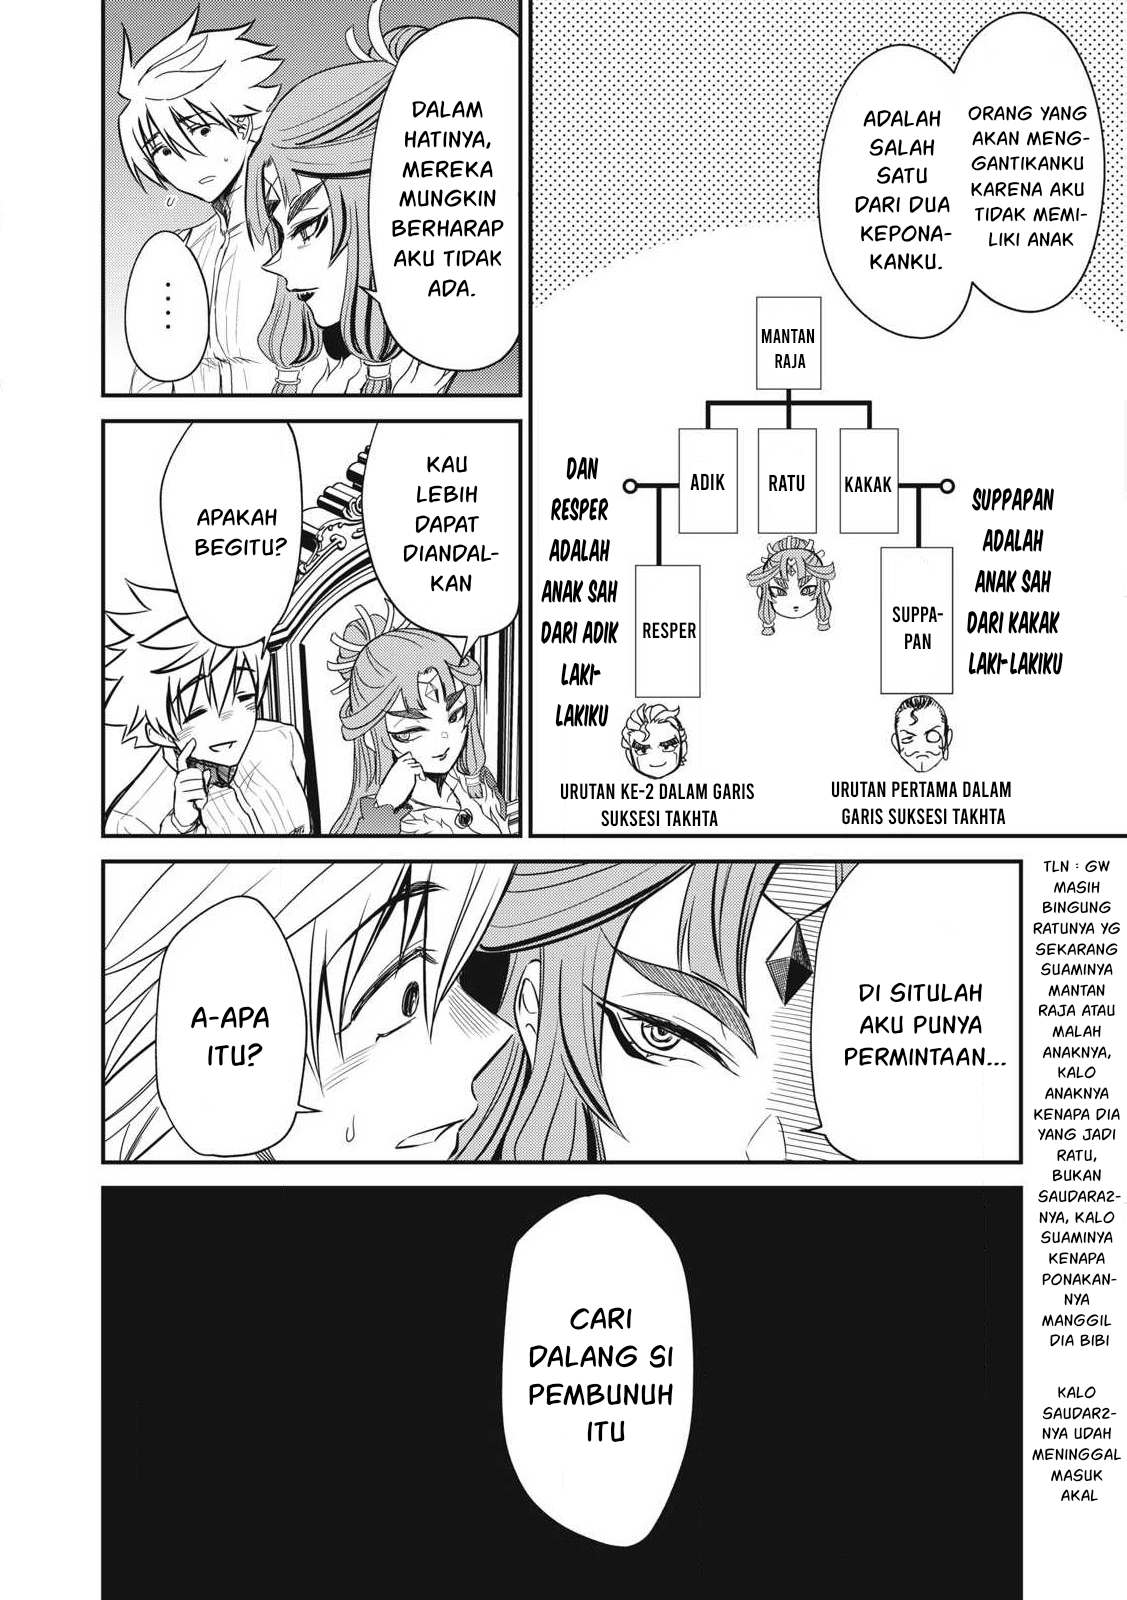 ORANG YANG
AKAN MENG-
GANTIKANKU
KARENA AKU
TIDAK MEMI-
LIKI ANAK
ADALAH
SALAH
SATU
DARI DUA
KEPONA-
KANKU.
MANTAN
RAJA
ADIK
RATU
KAKAK
SUPPAPAN
ADALAH
ANAK SAH
DARI KAKAK
LAKI-LAKIKU
DAN
RESPER
ADALAH
ANAK SAH
DARI ADIK
LAKI-
LAKIKU
RESPER
SUPPA-
PAN
URUTAN PERTAMA DALAM
GARIS SUKSESI TAKHTA
URUTAN KE-2 DALAM GARIS
SUKSESI TAKHTA
DALAM
HATINYA,
MEREKA
MUNGKIN
BERHARAP
AKU TIDAK
ADA.
...
KAU
LEBIH
DAPAT
DIANDAL-
KAN
APAKAH
BEGITU?
DI SITULAH
AKU PUNYA
PERMINTAAN...
A-APA
ITU?
CARI
DALANG SI
PEMBUNUH
ITU
TLN : GW
MASIH
BINGUNG
RATUNYA YG
SEKARANG
SUAMINYA
MANTAN
RAJA ATAU
MALAH
ANAKNYA,
KALO
ANAKNYA
KENAPA DIA
YANG JADI
RATU,
BUKAN
SAUDARA2-
NYA, KALO
SUAMINYA
KENAPA
PONAKAN-
NYA
MANGGIL
DIA BIBI
KALO
SAUDAR2-
NYA UDAH
MENINGGAL
MASUK
AKAL